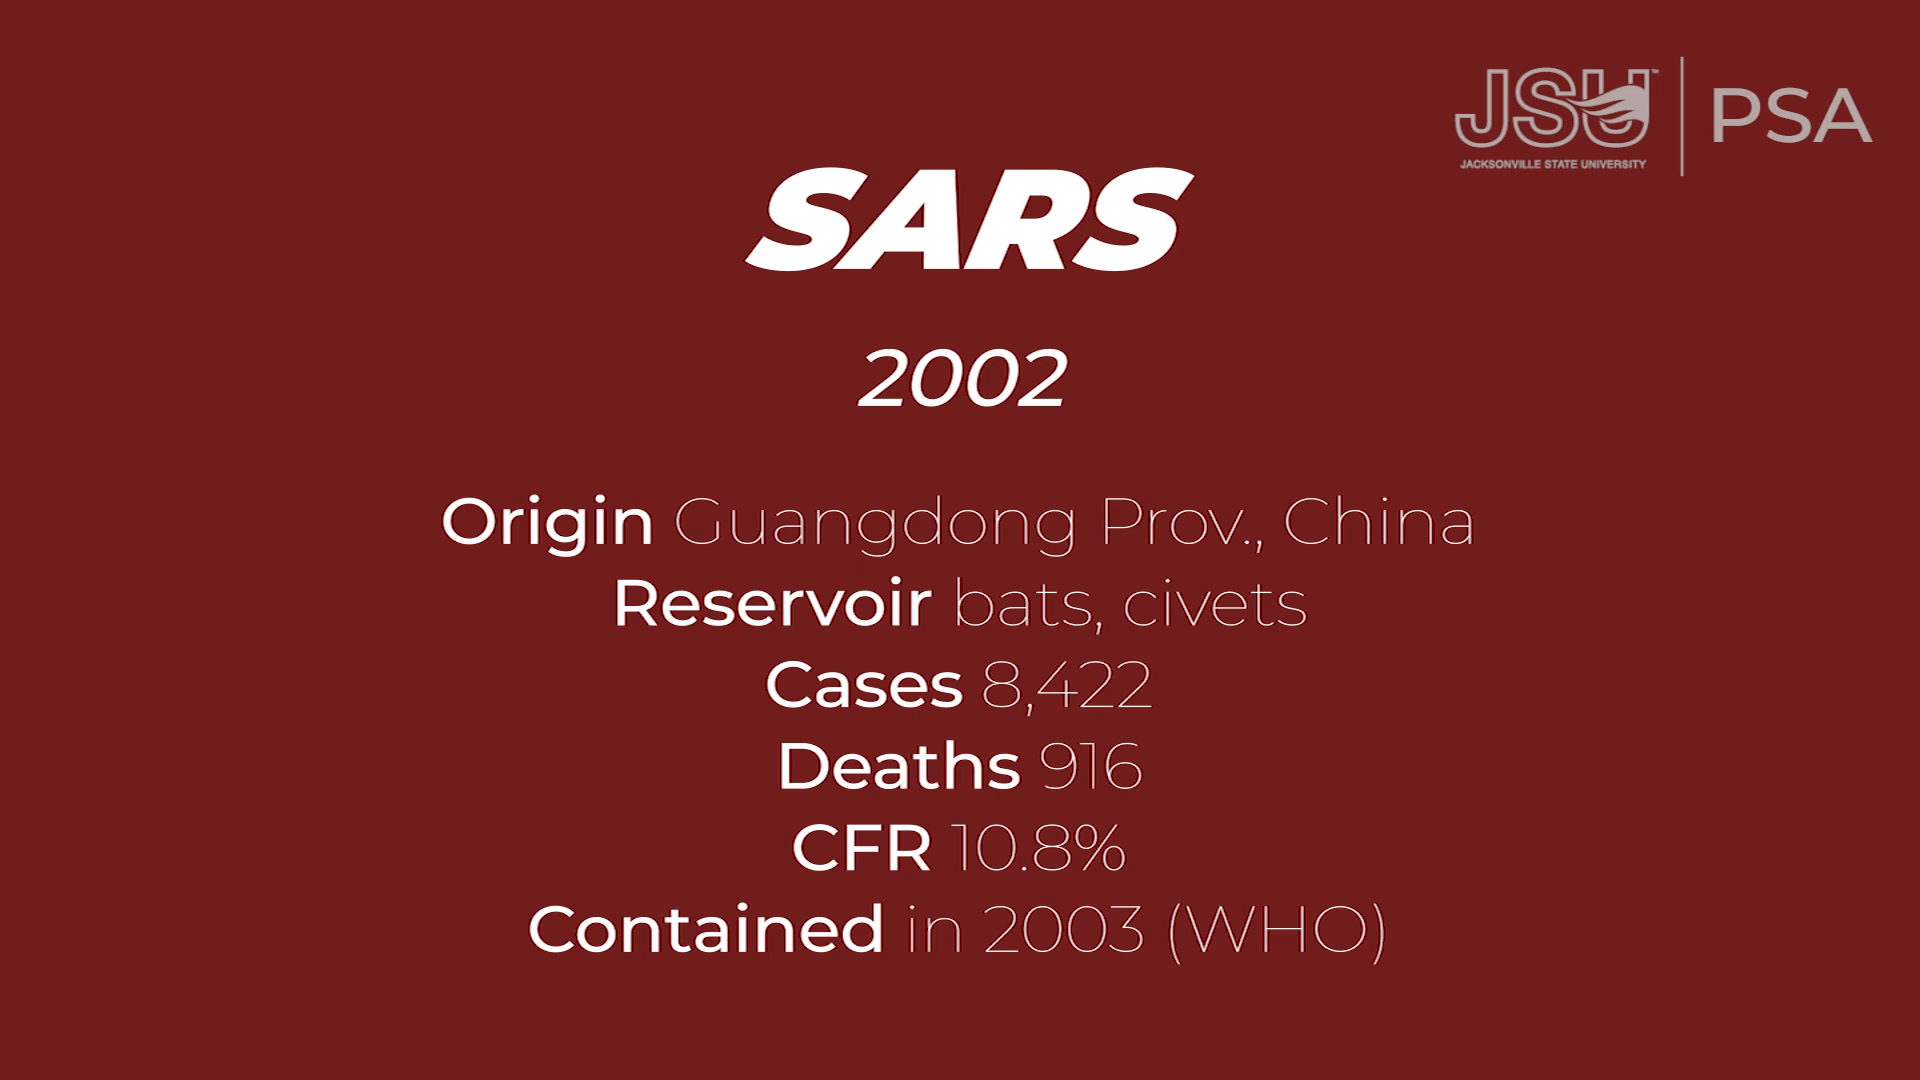 JSU™ | PSA
JACKSONVILLE STATE UNIVERSITY
SARS
2002
Origin Guangdong Prov., China
Reservoir bats, civets
Cases 8,422
Deaths 916
CFR 10.8%
Contained in 2003 (WHO)